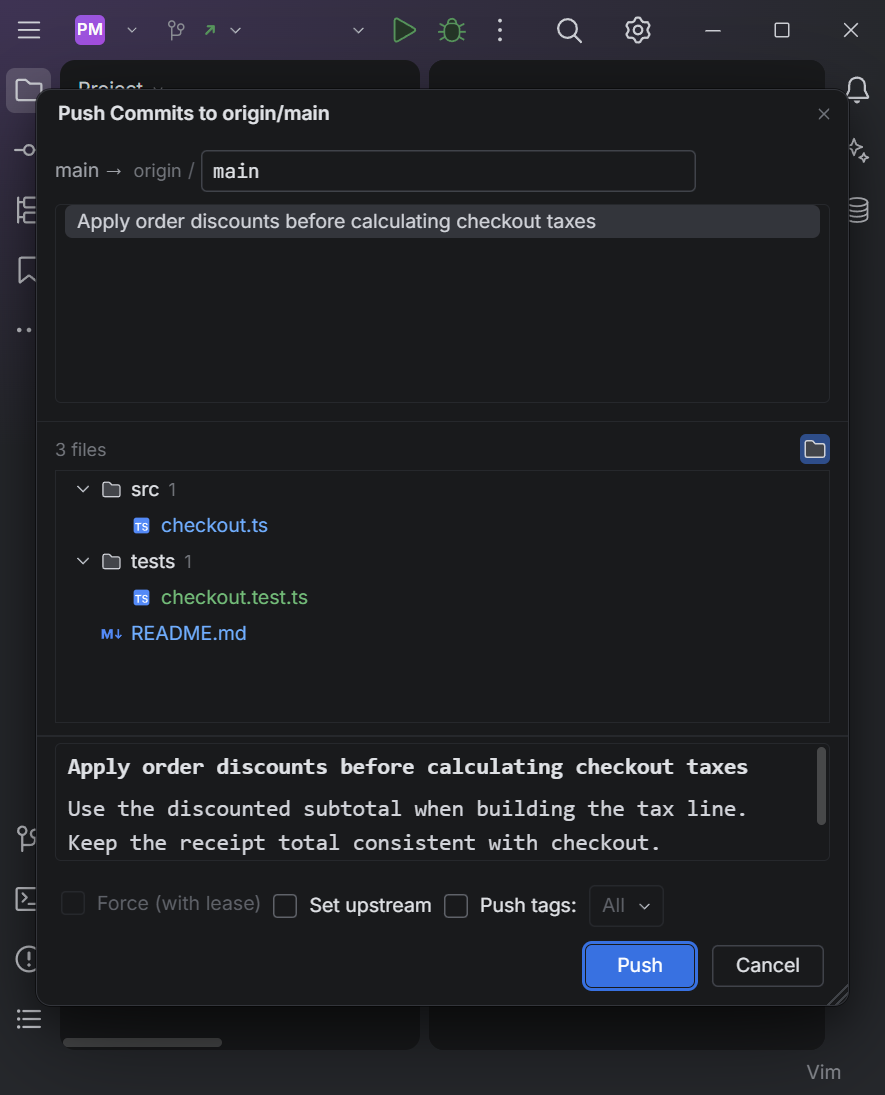 PM
Project
Push Commits to origin/main
main → origin / main
Apply order discounts before calculating checkout taxes
3 files
src 1
TS checkout.ts
tests 1
TS checkout.test.ts
M↓ README.md
Apply order discounts before calculating checkout taxes
Use the discounted subtotal when building the tax line.
Keep the receipt total consistent with checkout.
Force (with lease) Set upstream Push tags: All
Push Cancel
Vim